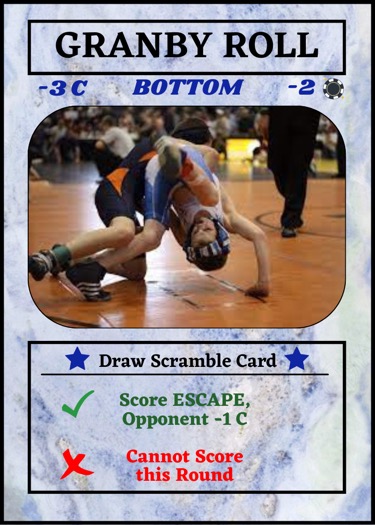 GRANBY ROLL
-3 C BOTTOM -2
Draw Scramble Card
Score ESCAPE,
Opponent -1 C
Cannot Score
this Round